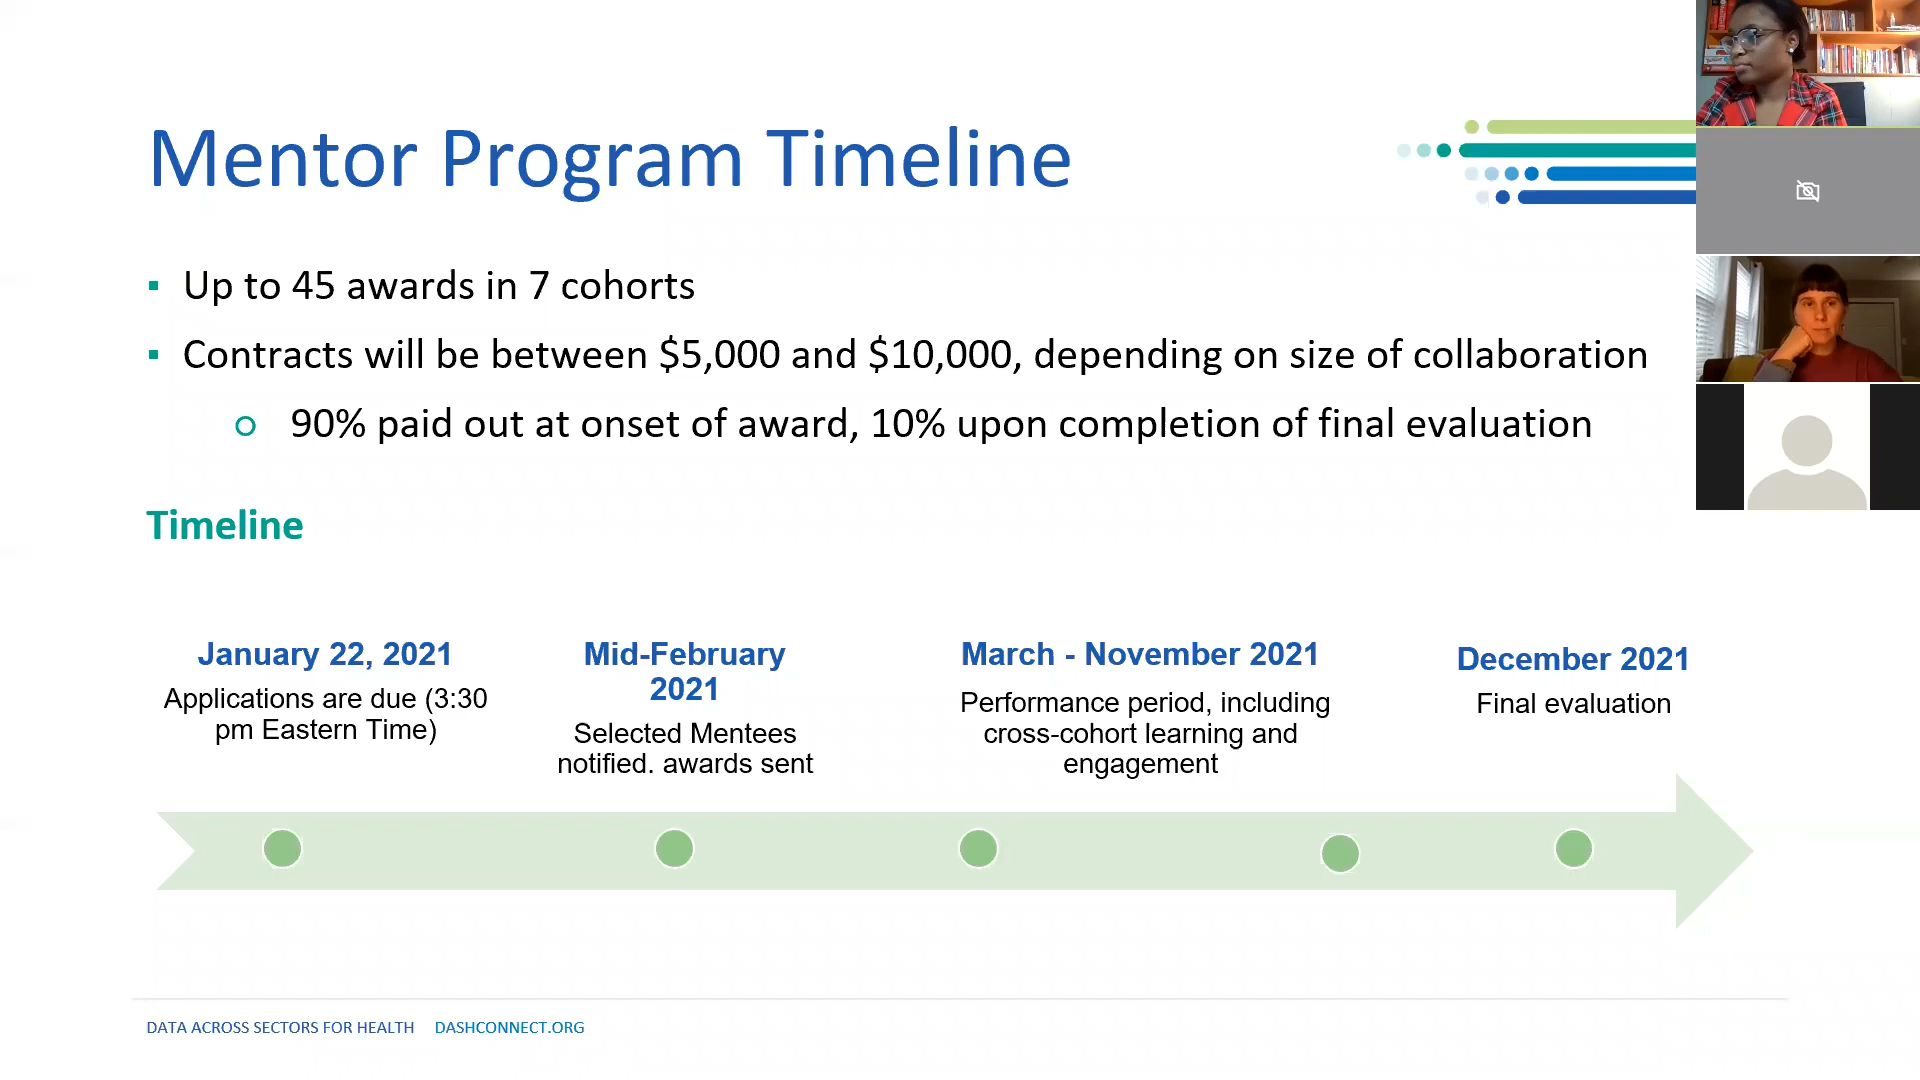 Mentor Program Timeline
▪ Up to 45 awards in 7 cohorts
▪ Contracts will be between $5,000 and $10,000, depending on size of collaboration
○ 90% paid out at onset of award, 10% upon completion of final evaluation
Timeline
January 22, 2021
Applications are due (3:30
pm Eastern Time)
Mid-February
2021
Selected Mentees
notified. awards sent
March - November 2021
Performance period, including
cross-cohort learning and
engagement
December 2021
Final evaluation
DATA ACROSS SECTORS FOR HEALTH DASHCONNECT.ORG